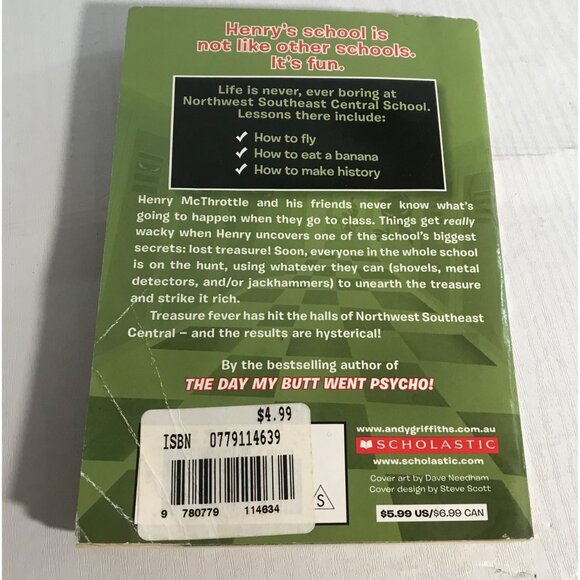 Henry's school is
not like other schools.
It's fun.
Life is never, ever boring at
Northwest Southeast Central School.
Lessons there include:
✓ How to fly
✓ How to eat a banana
✓ How to make history
Henry McThrottle and his friends never know what's
going to happen when they go to class. Things get really
wacky when Henry uncovers one of the school's biggest
secrets: lost treasure! Soon, everyone in the whole school
is on the hunt, using whatever they can (shovels, metal
detectors, and/or jackhammers) to unearth the treasure
and strike it rich.
Treasure fever has hit the halls of Northwest Southeast
Central – and the results are hysterical!
By the bestselling author of
THE DAY MY BUTT WENT PSYCHO!
$4.99
ISBN 0779114639
9 780779 114634
S
www.andygriffiths.com.au
SCHOLASTIC
www.scholastic.com
Cover art by Dave Needham
Cover design by Steve Scott
$5.99 US/$6.99 CAN